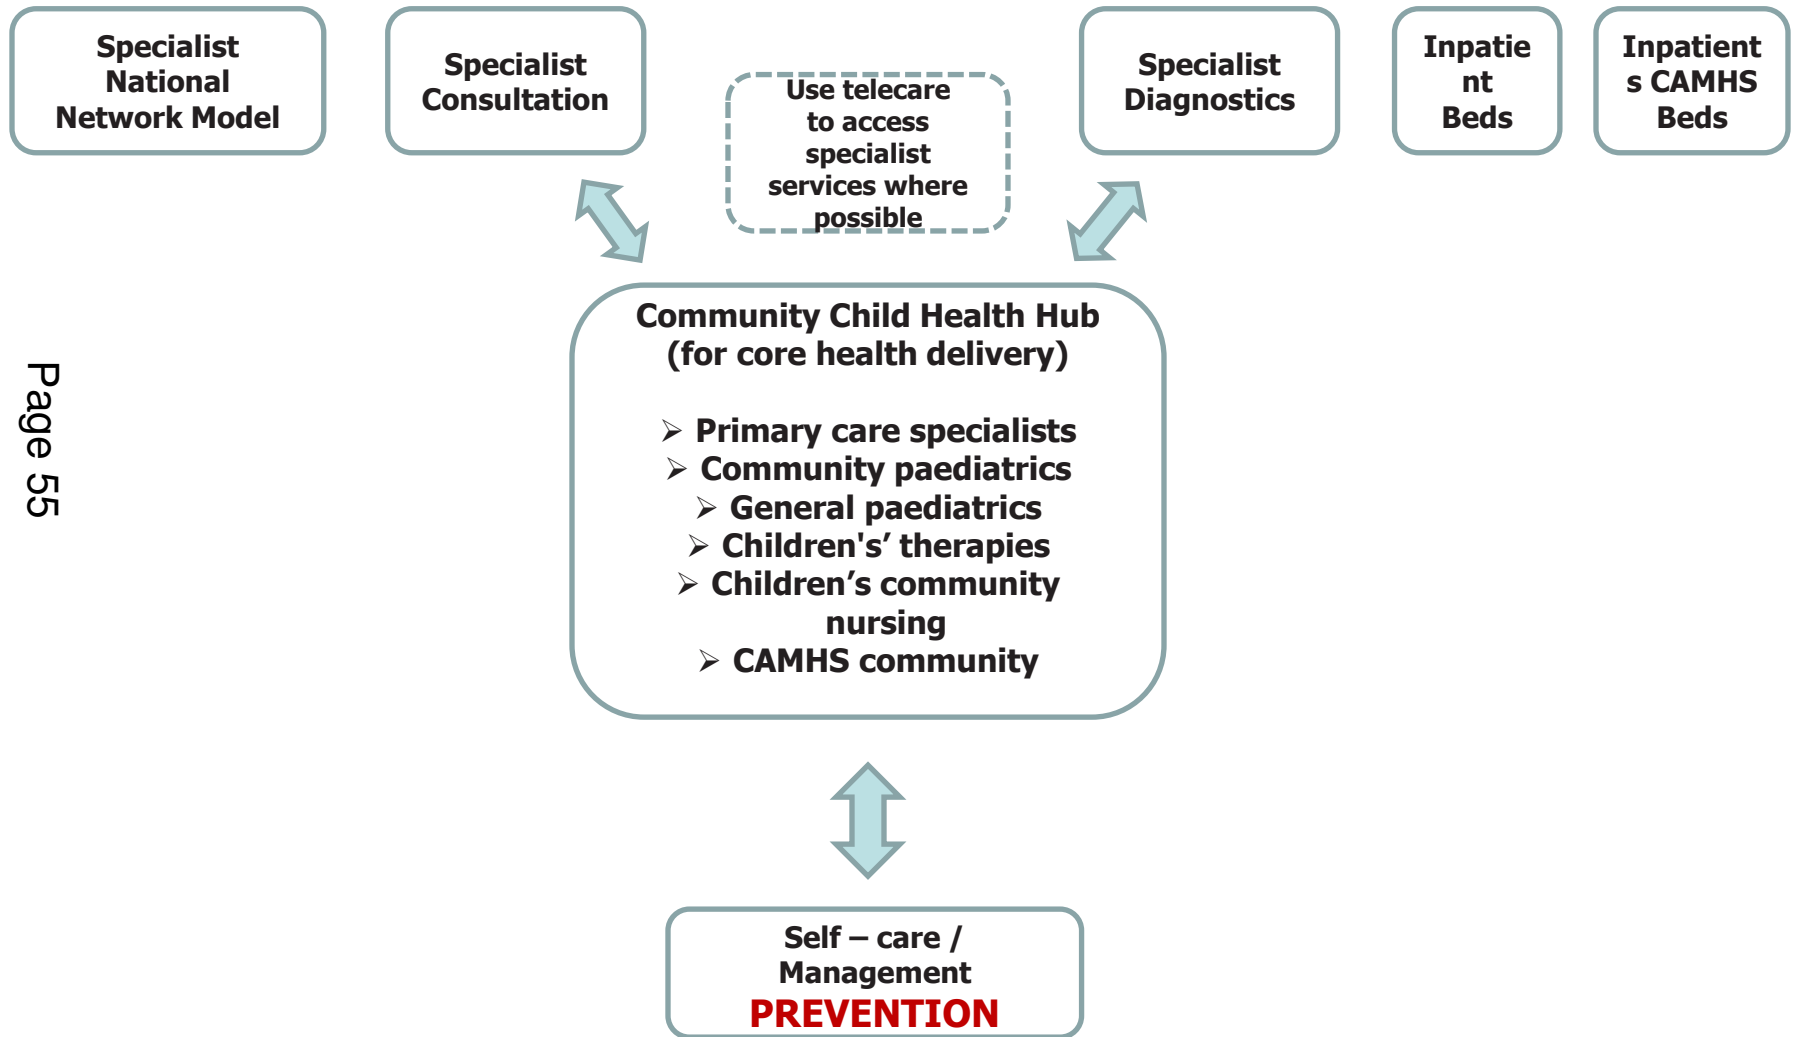 Specialist
National
Network Model
Specialist
Consultation
Use telecare
to access
specialist
services where
possible
Specialist
Diagnostics
Inpatie
nt
Beds
Inpatient
s CAMHS
Beds
Page 55
Community Child Health Hub
(for core health delivery)
➢ Primary care specialists
➢ Community paediatrics
➢ General paediatrics
➢ Children's’ therapies
➢ Children’s community
nursing
➢ CAMHS community
Self – care /
Management
PREVENTION